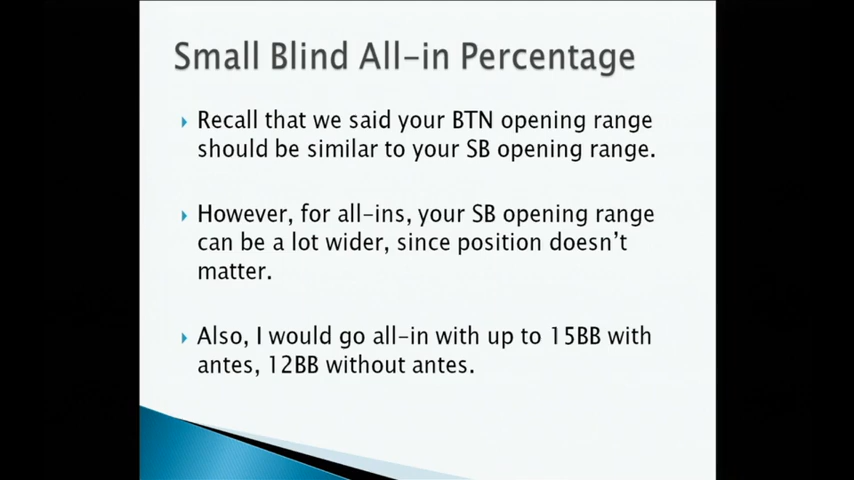 Small Blind All-in Percentage
Recall that we said your BTN opening range
should be similar to your SB opening range.
However, for all-ins, your SB opening range
can be a lot wider, since position doesn't
matter.
Also, I would go all-in with up to 15BB with
antes, 12BB without antes.